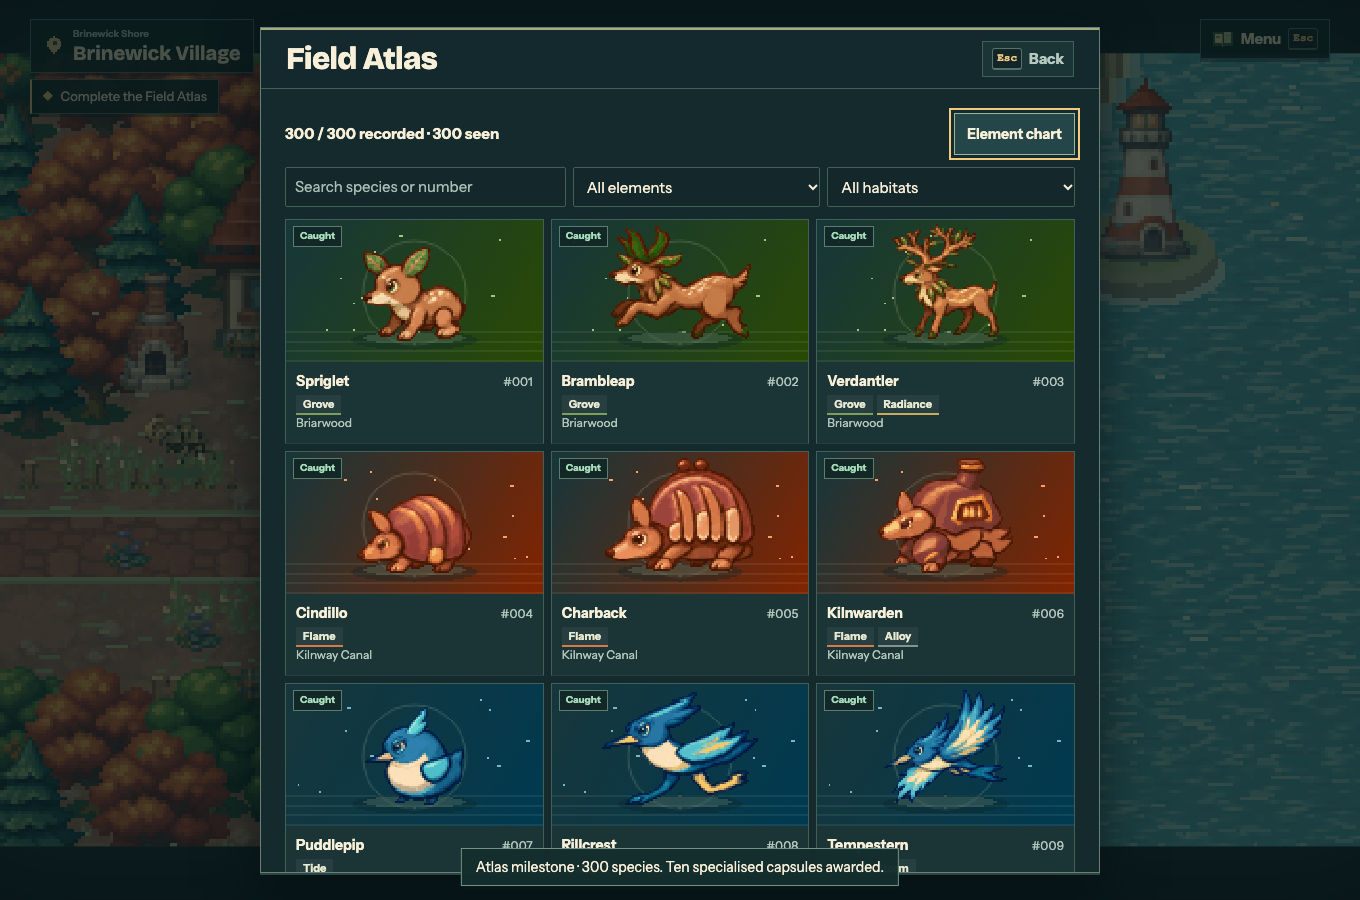 Brinewick Shore
Brinewick Village
Complete the Field Atlas
Menu Esc
Field Atlas
Esc Back
300 / 300 recorded · 300 seen
Element chart
Search species or number
All elements
All habitats
Caught
Spriglet #001
Grove
Briarwood
Caught
Brambleap #002
Grove
Briarwood
Caught
Verdantler #003
Grove Radiance
Briarwood
Caught
Cindillo #004
Flame
Kilnway Canal
Caught
Charback #005
Flame
Kilnway Canal
Caught
Kilnwarden #006
Flame Alloy
Kilnway Canal
Caught
Puddlepip #007
Tide
Caught
Rillcrest #008
Caught
Tempestern #009
Atlas milestone · 300 species. Ten specialised capsules awarded.